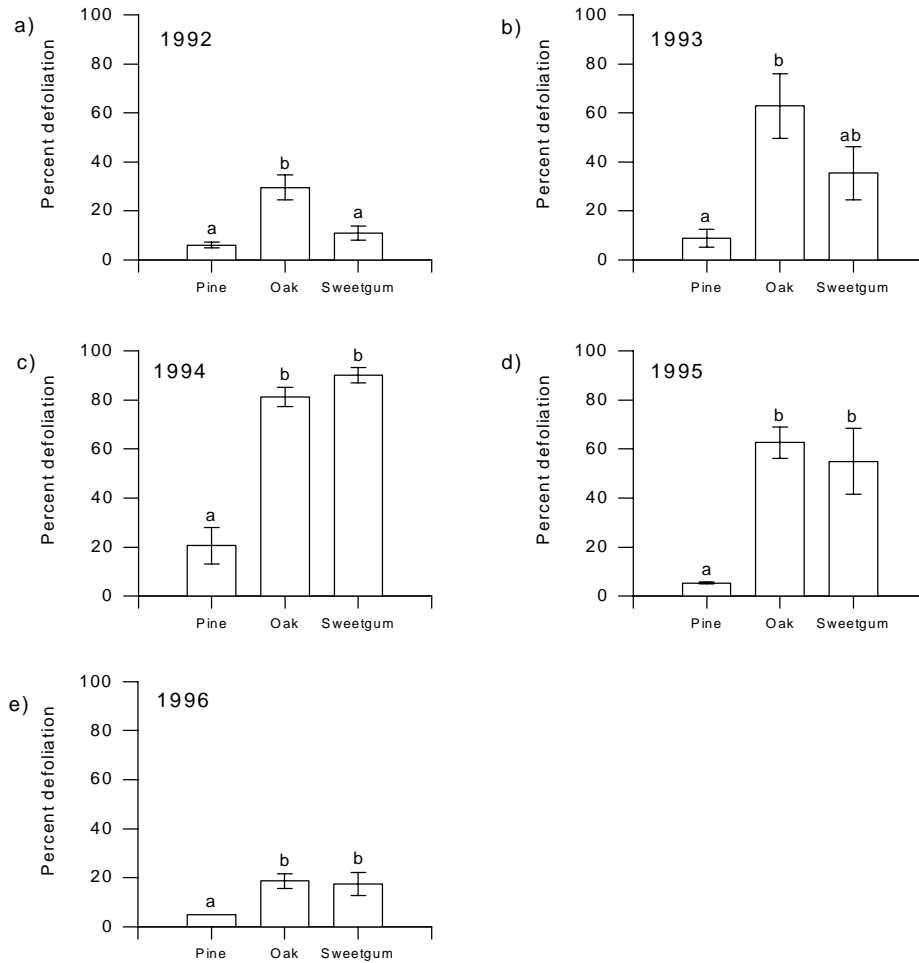 a)
1992
Percent defoliation
100
80
60
40
20
0
a
b
a
Pine Oak Sweetgum
b)
1993
Percent defoliation
100
80
60
40
20
0
a
b
ab
Pine Oak Sweetgum
c)
1994
Percent defoliation
100
80
60
40
20
0
a
b
b
Pine Oak Sweetgum
d)
1995
Percent defoliation
100
80
60
40
20
0
a
b
b
Pine Oak Sweetgum
e)
1996
Percent defoliation
100
80
60
40
20
0
a
b
b
Pine Oak Sweetgum